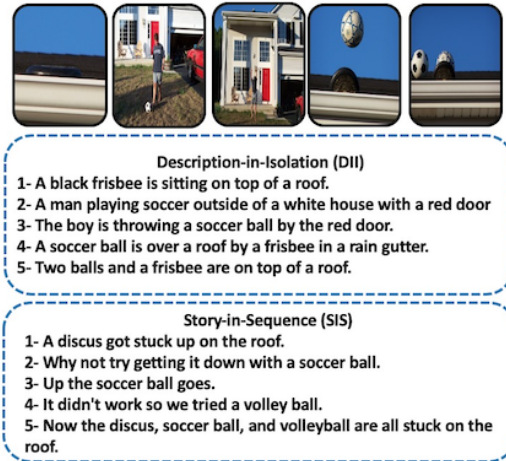 Description-in-Isolation (DII)
1- A black frisbee is sitting on top of a roof.
2- A man playing soccer outside of a white house with a red door
3- The boy is throwing a soccer ball by the red door.
4- A soccer ball is over a roof by a frisbee in a rain gutter.
5- Two balls and a frisbee are on top of a roof.
Story-in-Sequence (SIS)
1- A discus got stuck up on the roof.
2- Why not try getting it down with a soccer ball.
3- Up the soccer ball goes.
4- It didn't work so we tried a volley ball.
5- Now the discus, soccer ball, and volleyball are all stuck on the
roof.